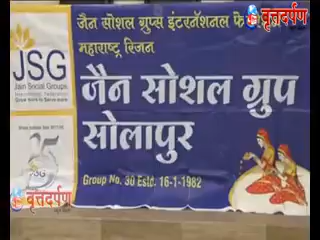 वृत्तदर्पण
जैन सोशल ग्रुप्स इंटरनॅशनल फे
महाराष्ट्र रिजन
JSG
Jain Social Groups
जैन सोशल ग्रुप
सोलापुर
Group No. 30 Estd. 16-1-1982
JSG
वृत्तदर्पण